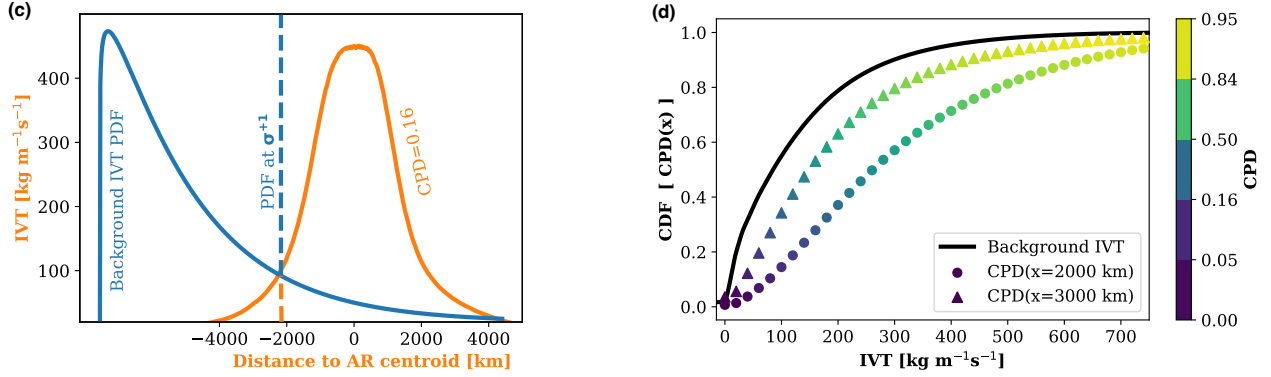 (c)
400
300
200
100
IVT [kg m⁻¹s⁻¹]
Background IVT PDF
PDF at σ⁺¹
CPD=0.16
−4000
−2000
0
2000
4000
Distance to AR centroid [km]
(d)
1.0
0.8
0.6
0.4
0.2
0.0
CDF [ CPD(x) ]
Background IVT
CPD(x=2000 km)
CPD(x=3000 km)
0
100
200
300
400
500
600
700
IVT [kg m⁻¹s⁻¹]
0.95
0.84
0.50
0.16
0.05
0.00
CPD